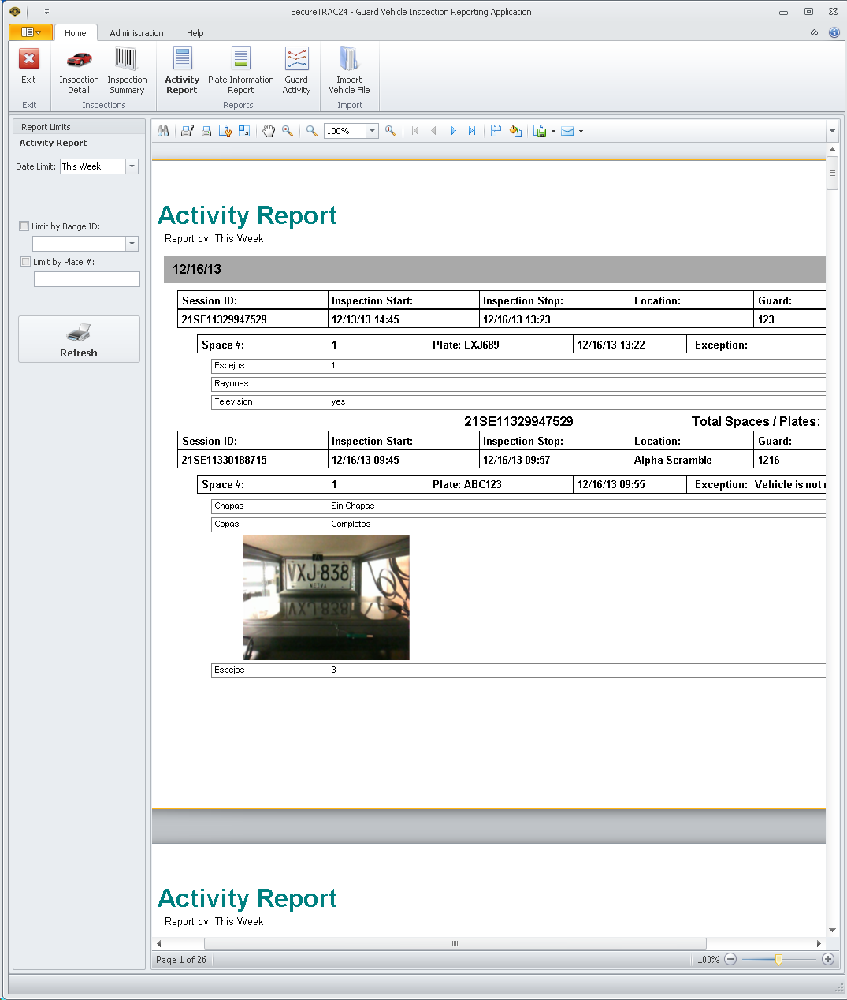 SecureTRAC24 - Guard Vehicle Inspection Reporting Application
Home Administration Help
Exit
Inspection Detail
Inspection Summary
Activity Report
Plate Information Report
Guard Activity
Import Vehicle File
Exit Inspections Reports Import
Report Limits
Activity Report
Date Limit: This Week
Limit by Badge ID:
Limit by Plate #:
Refresh
100%
Activity Report
Report by: This Week
12/16/13
Session ID: Inspection Start: Inspection Stop: Location: Guard:
21SE11329947529 12/13/13 14:45 12/16/13 13:23 123
Space #: 1 Plate: LXJ689 12/16/13 13:22 Exception:
Espejos 1
Rayones
Television yes
21SE11329947529 Total Spaces / Plates:
Session ID: Inspection Start: Inspection Stop: Location: Guard:
21SE11330188715 12/16/13 09:45 12/16/13 09:57 Alpha Scramble 1216
Space #: 1 Plate: ABC123 12/16/13 09:55 Exception: Vehicle is not
Chapas Sin Chapas
Copas Completos
VXJ 838
NEIVA
Espejos 3
Activity Report
Report by: This Week
Page 1 of 26 100%